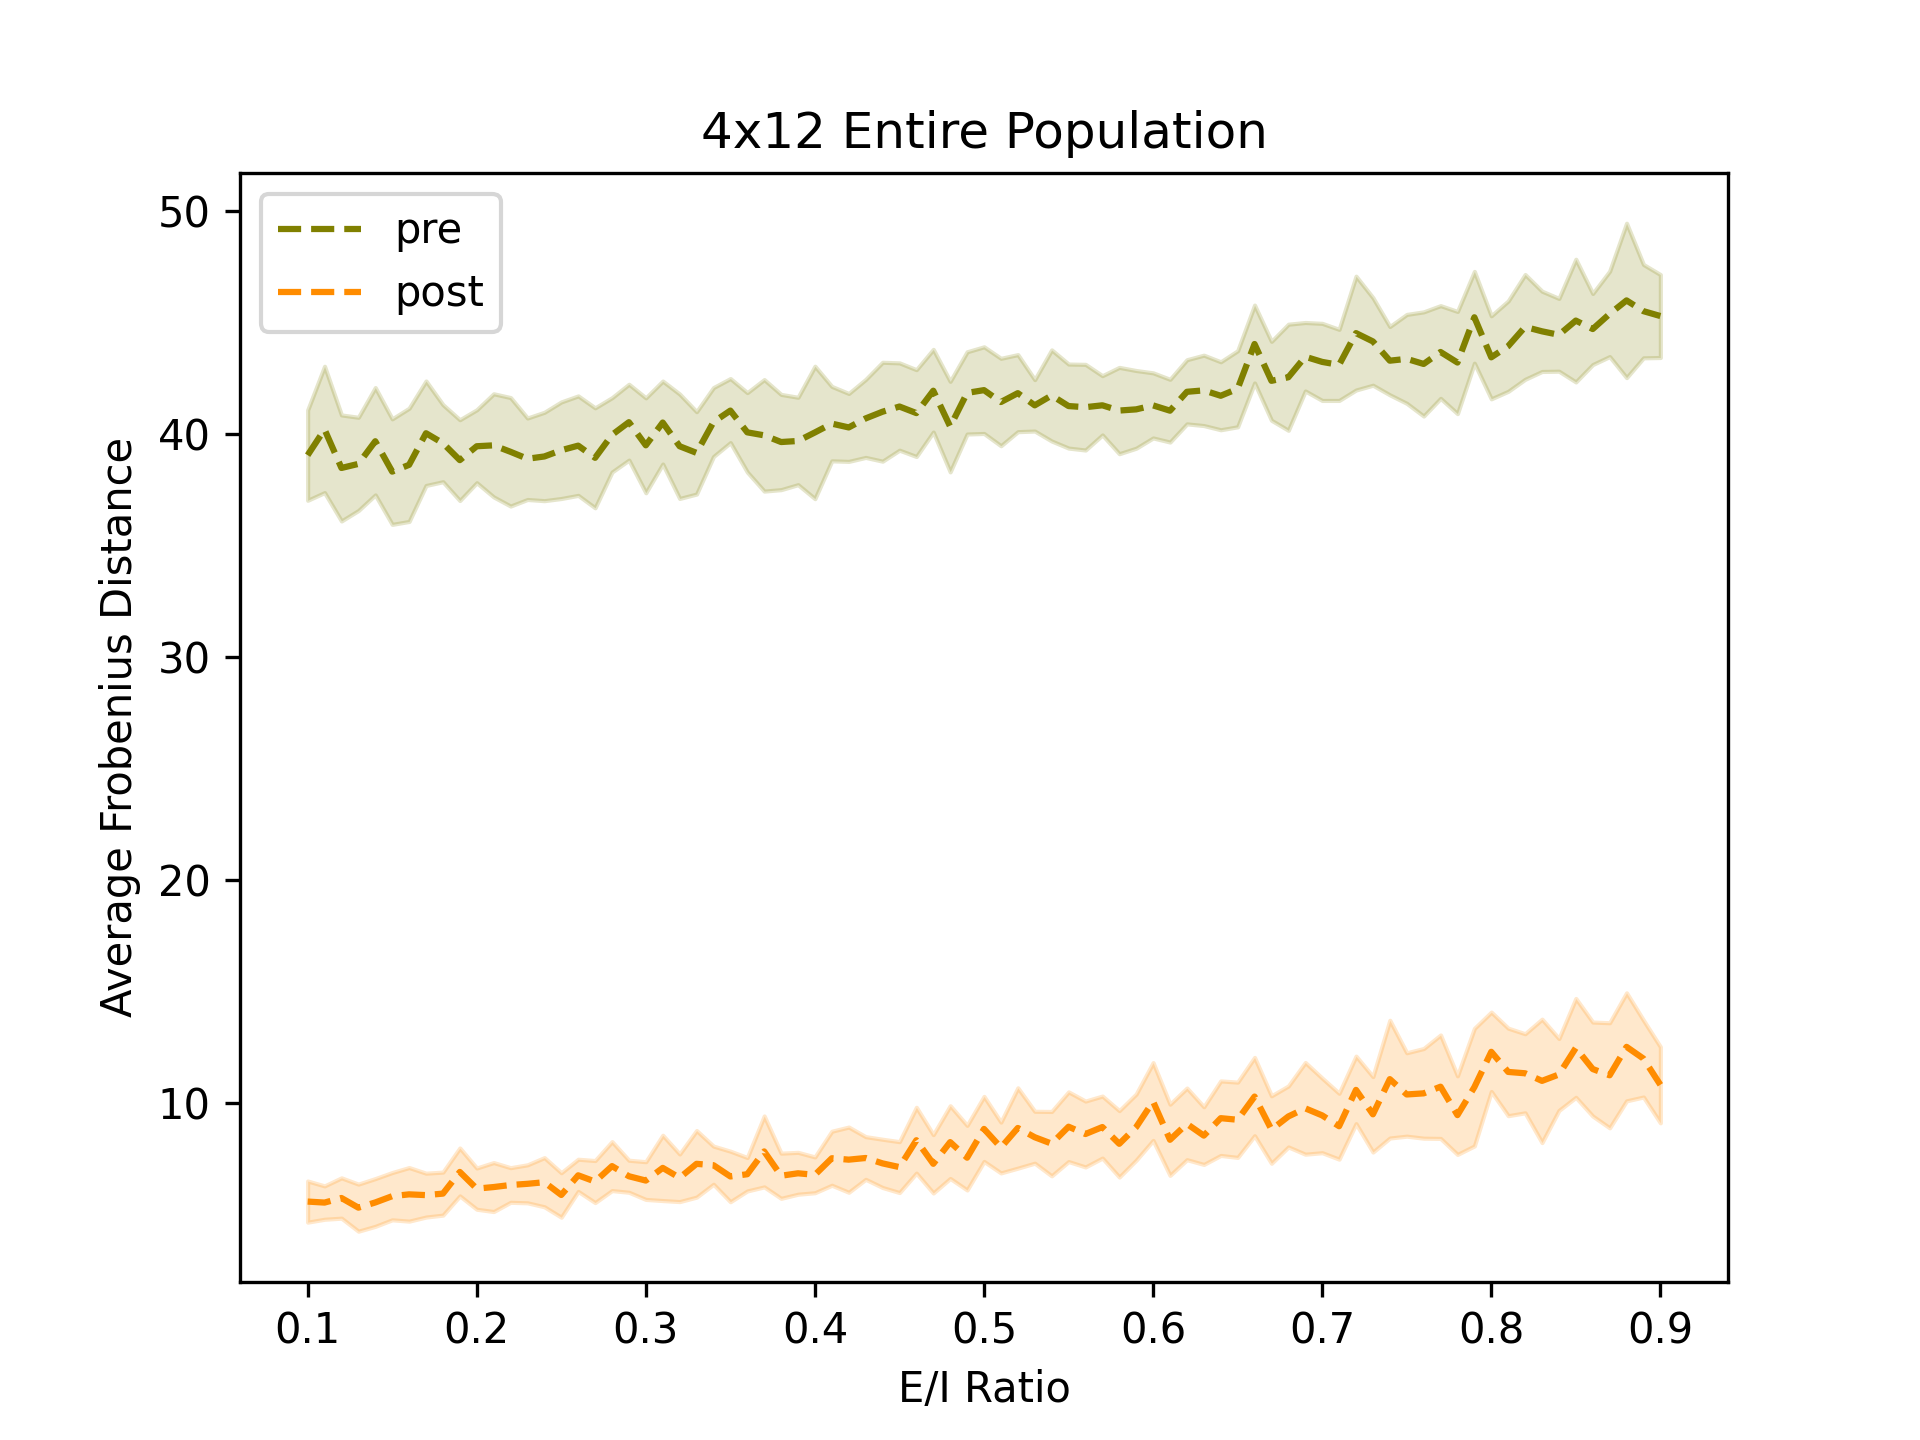 4x12 Entire Population
pre
post
Average Frobenius Distance
50
40
30
20
10
0.1 0.2 0.3 0.4 0.5 0.6 0.7 0.8 0.9
E/I Ratio